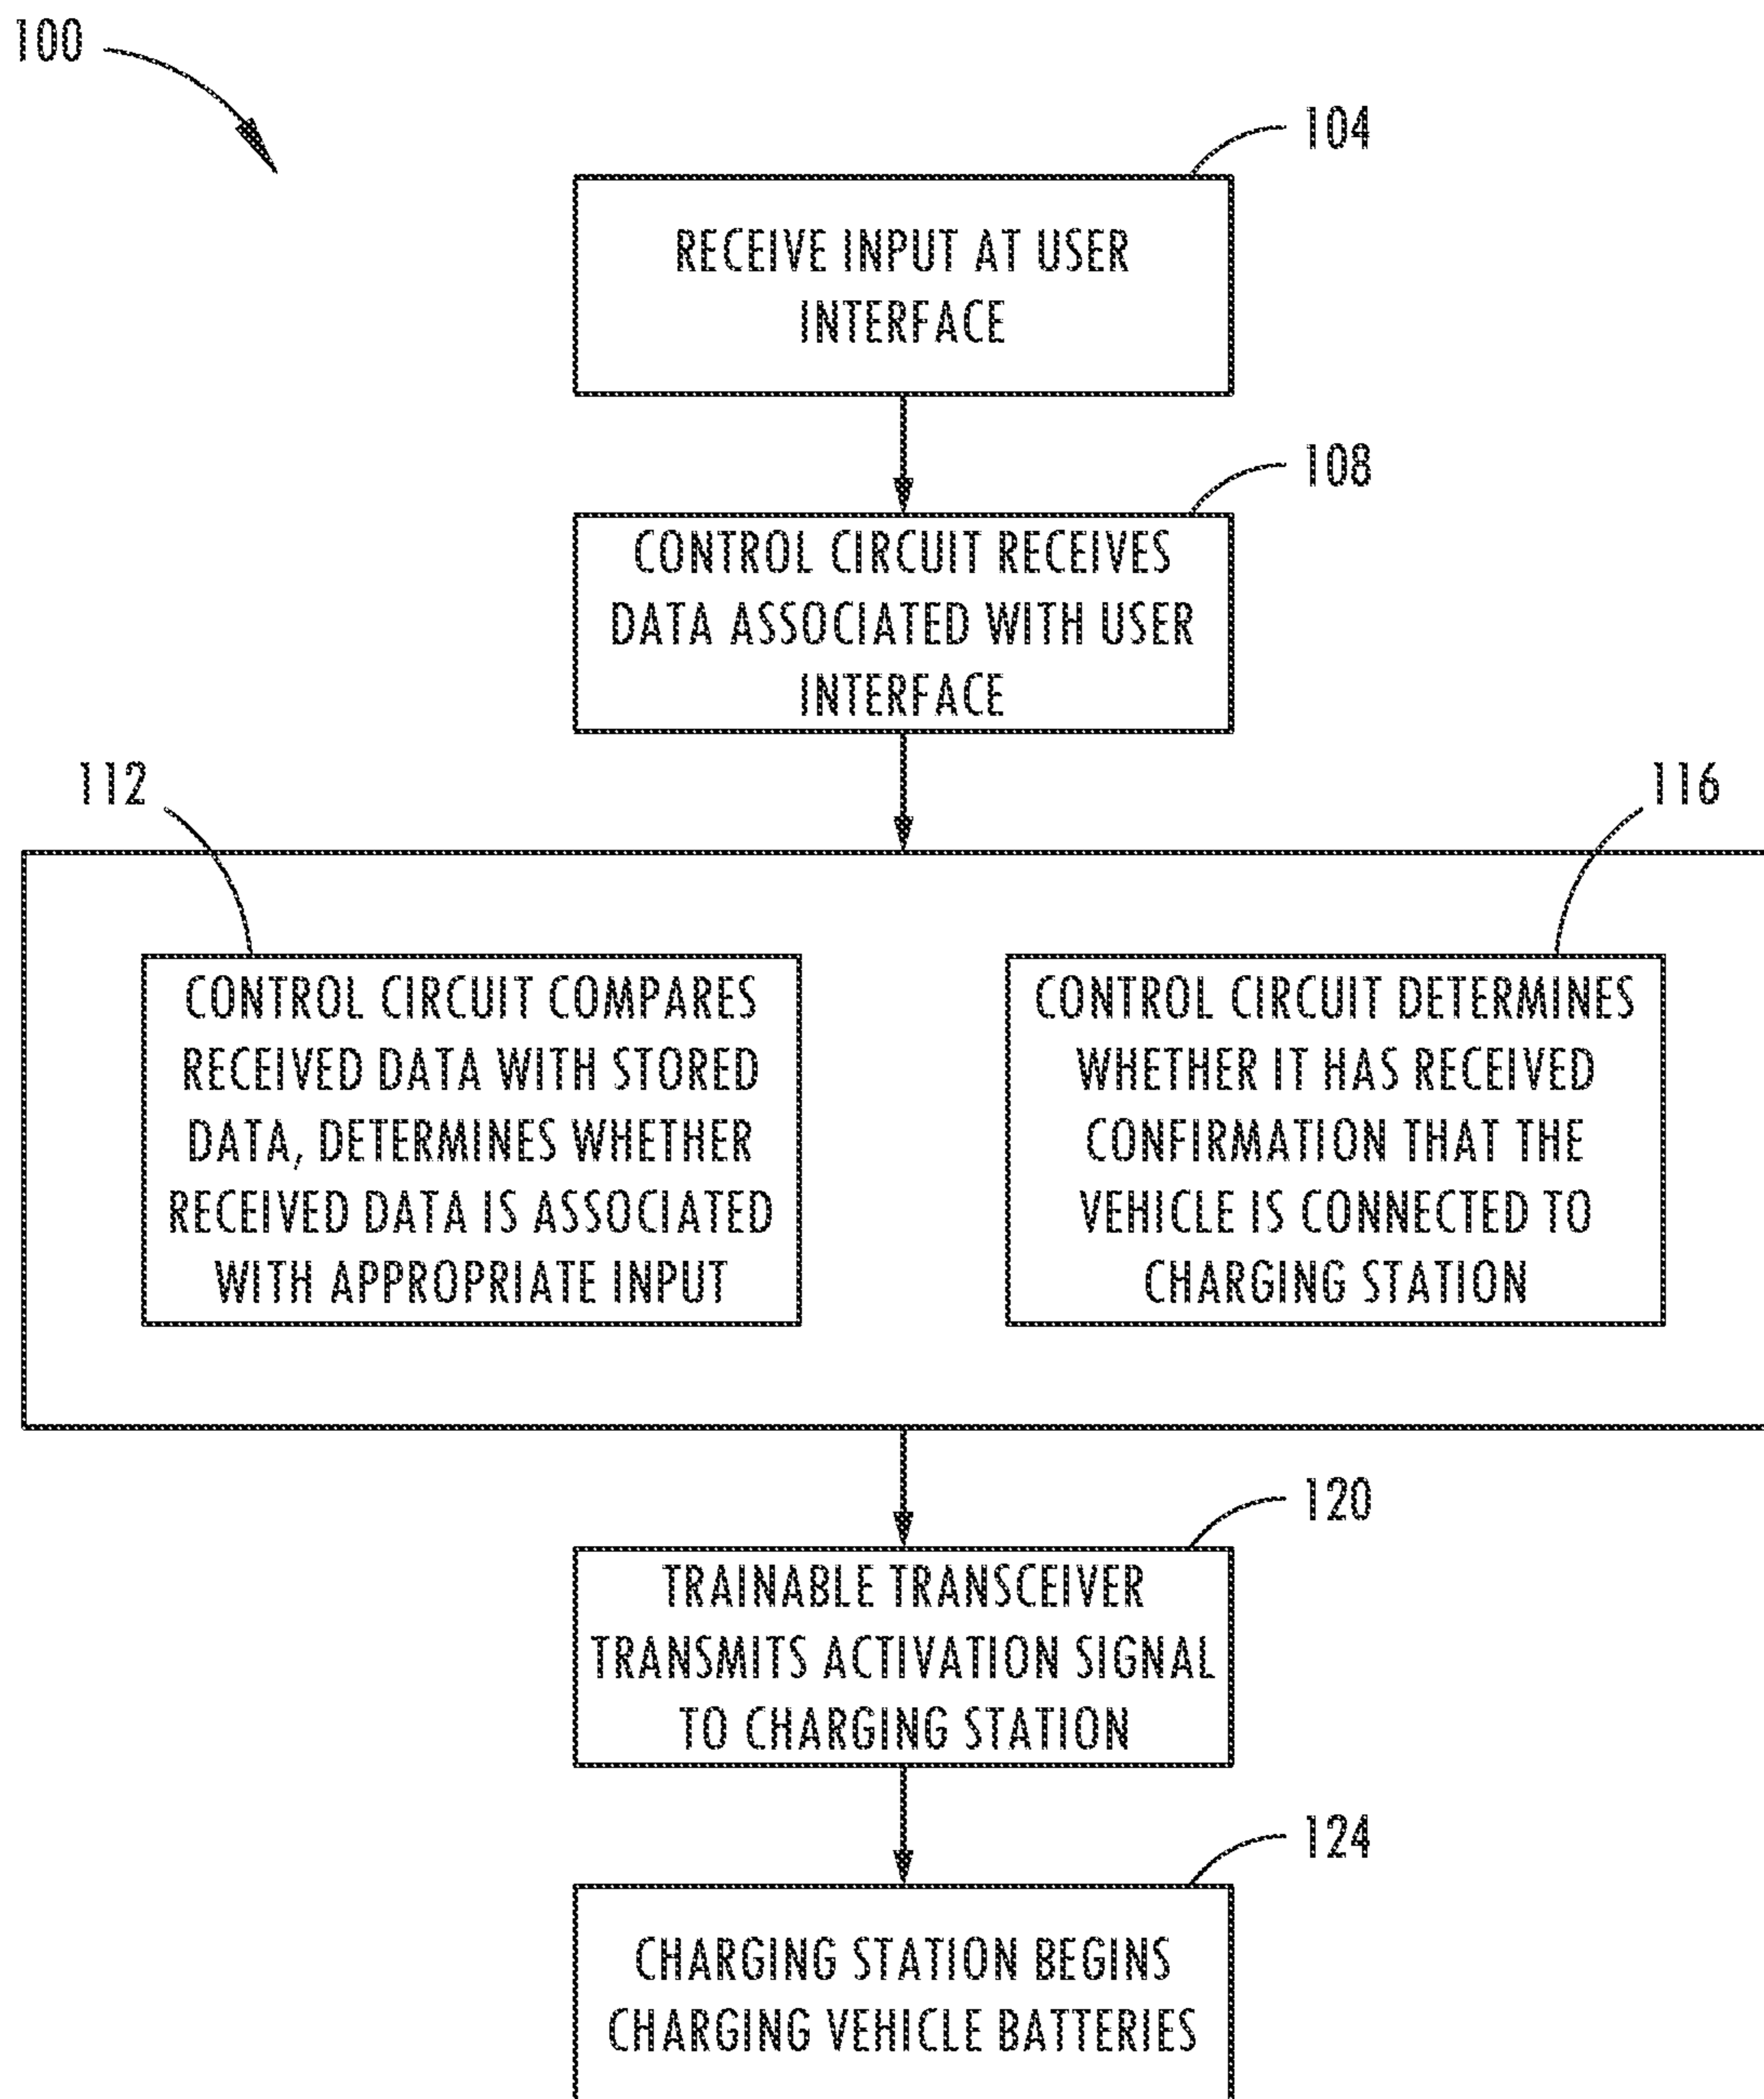 100
104
RECEIVE INPUT AT USER
INTERFACE
108
CONTROL CIRCUIT RECEIVES
DATA ASSOCIATED WITH USER
INTERFACE
112
116
CONTROL CIRCUIT COMPARES
RECEIVED DATA WITH STORED
DATA, DETERMINES WHETHER
RECEIVED DATA IS ASSOCIATED
WITH APPROPRIATE INPUT
CONTROL CIRCUIT DETERMINES
WHETHER IT HAS RECEIVED
CONFIRMATION THAT THE
VEHICLE IS CONNECTED TO
CHARGING STATION
120
TRAINABLE TRANSCEIVER
TRANSMITS ACTIVATION SIGNAL
TO CHARGING STATION
124
CHARGING STATION BEGINS
CHARGING VEHICLE BATTERIES